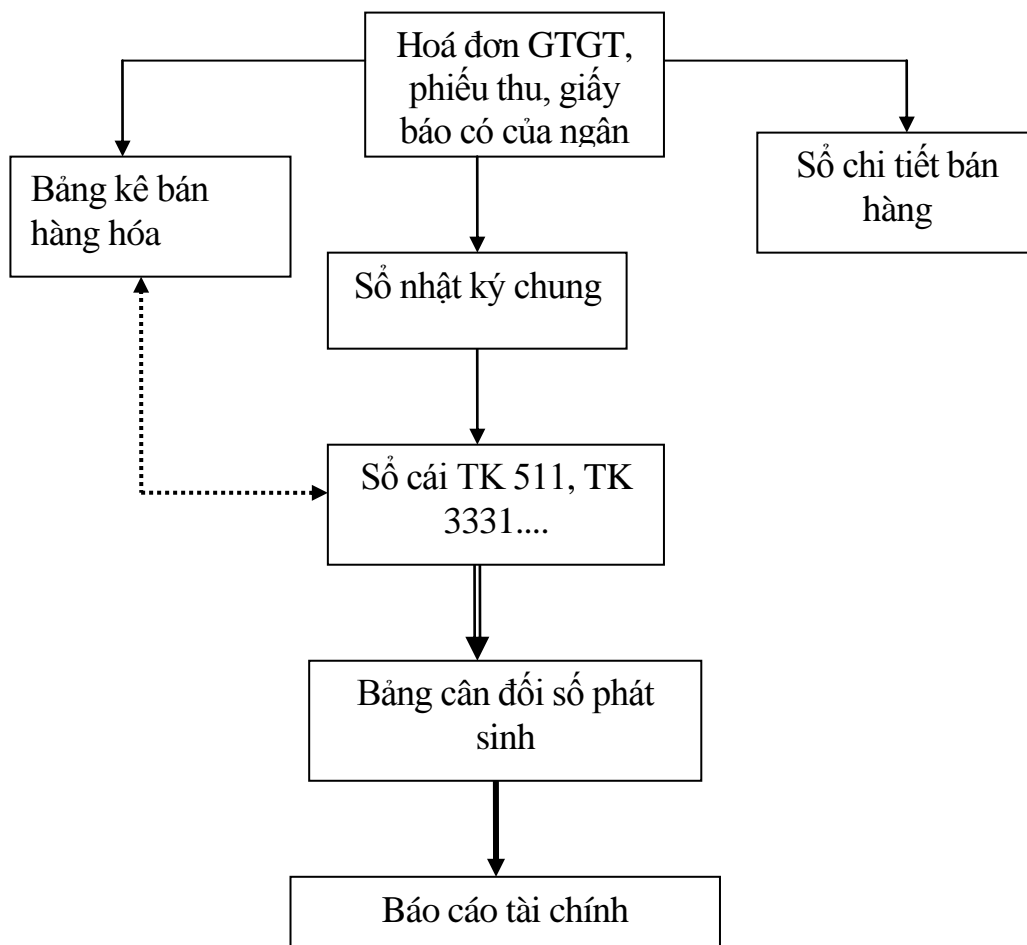 Hoá đơn GTGT,
phiếu thu, giấy
báo có của ngân
Bảng kê bán
hàng hóa
Sổ chi tiết bán
hàng
Sổ nhật ký chung
Sổ cái TK 511, TK
3331....
Bảng cân đối số phát
sinh
Báo cáo tài chính